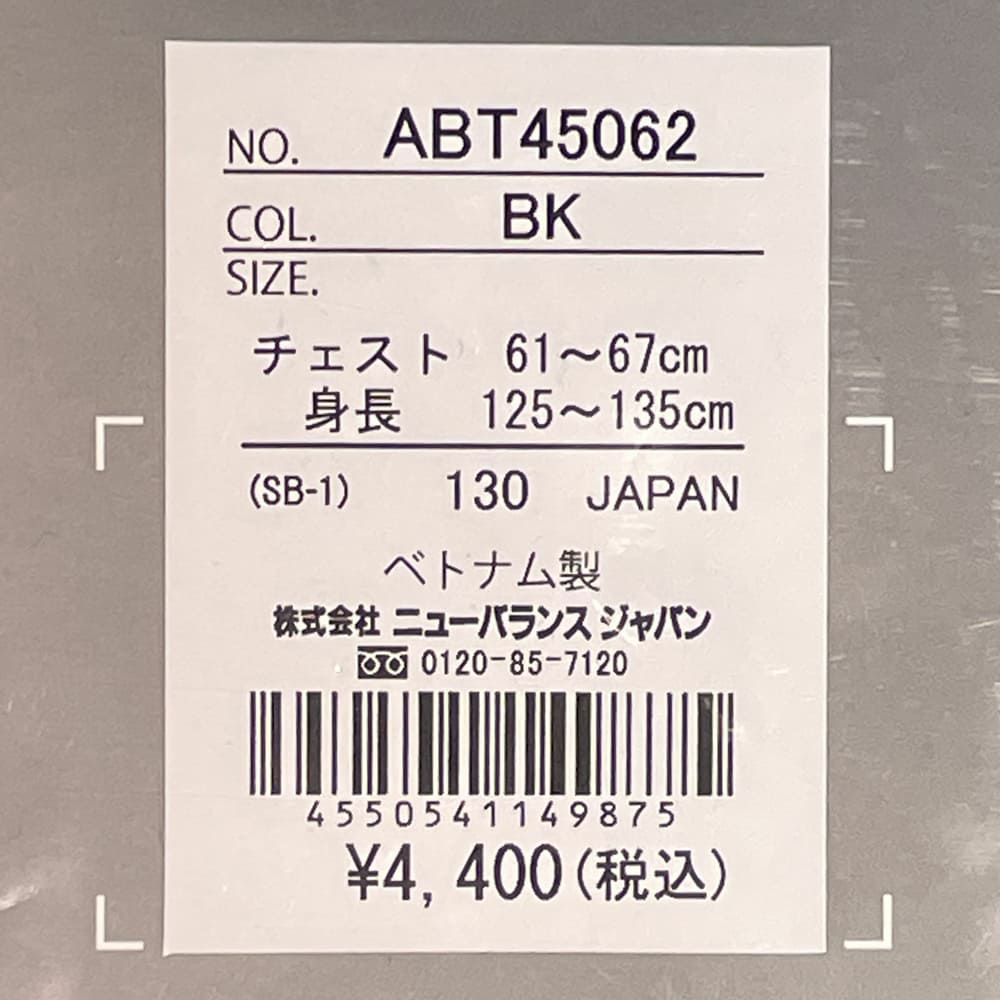 NO. ABT45062
COL. BK
SIZE.
チェスト 61～67cm
身長 125～135cm
(SB-1) 130 JAPAN
ベトナム製
株式会社 ニューバランス ジャパン
0120-85-7120
4550541149875
¥4,400(税込)